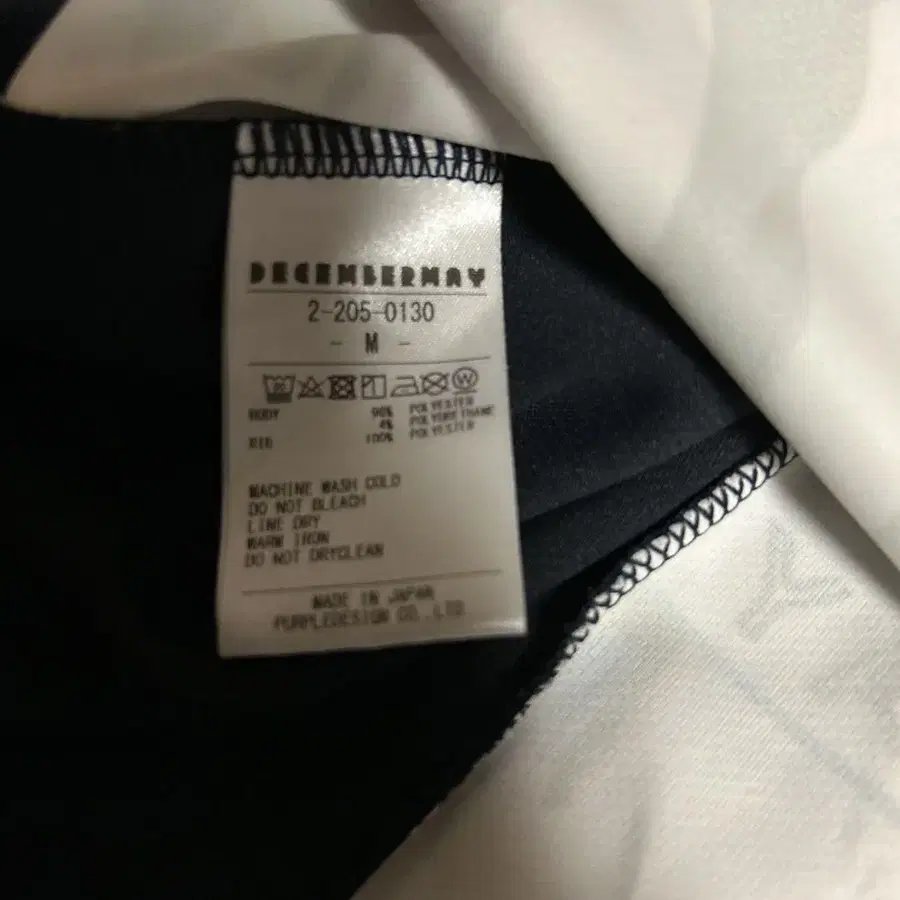 DECEMBERMAY
2-205-0130
- M -
BODY 96% POLYESTER
4% POLYURETHANE
RIB 100% POLYESTER
MACHINE WASH COLD
DO NOT BLEACH
LINE DRY
WARM IRON
DO NOT DRYCLEAN
MADE IN JAPAN
PURPLEDESIGN CO.,LTD